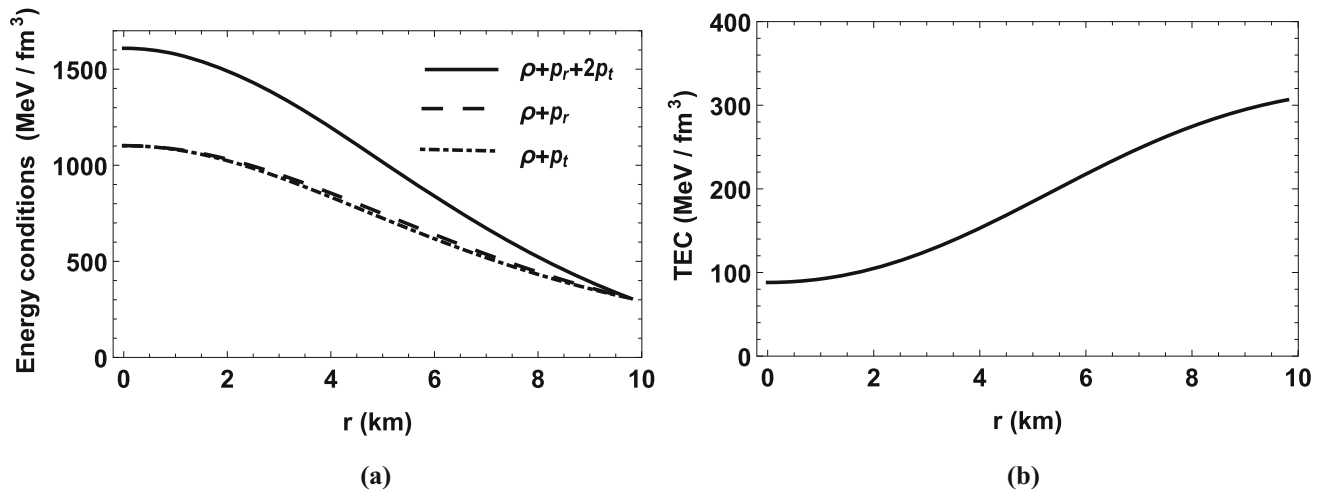 Energy conditions (MeV / fm³)
1500
1000
500
0
0 2 4 6 8 10
r (km)
ρ+pᵣ+2pₜ
ρ+pᵣ
ρ+pₜ
(a)
TEC (MeV / fm³)
400
300
200
100
0
0 2 4 6 8 10
r (km)
(b)